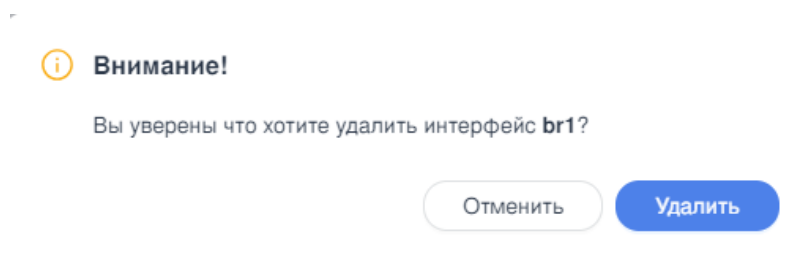 Внимание!
Вы уверены что хотите удалить интерфейс br1?
Отменить
Удалить